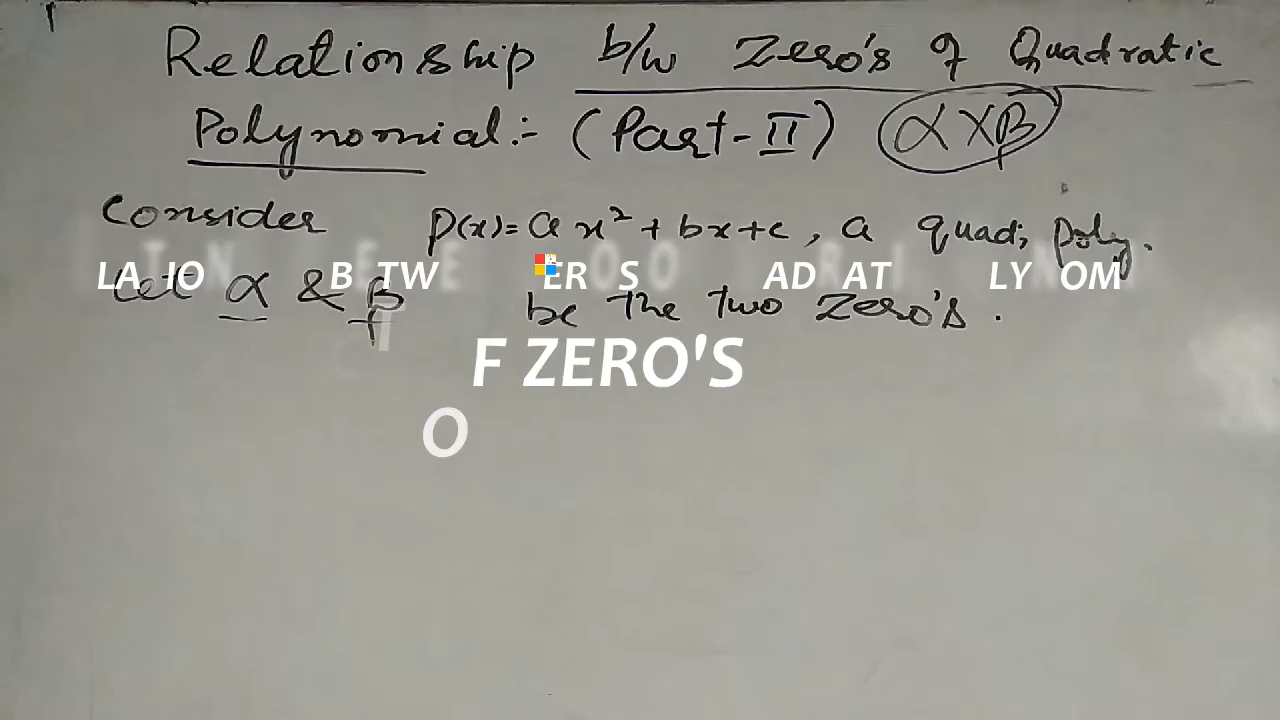 Relationship b/w Zero's of Quadratic
Polynomial:- (Part-II) α×β
Consider p(x)=ax²+bx+c, a quad; poly.
LA IO B TW ER S AD AT LY OM
Let α & β be the two Zero's.
F ZERO'S
O